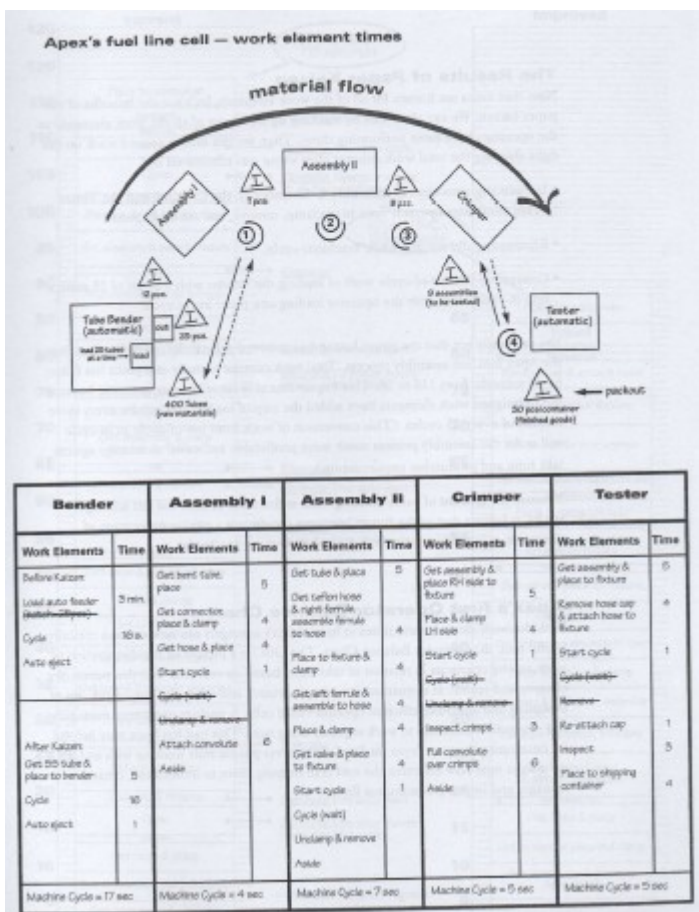 Apex's fuel line cell — work element times
material flow
Assembly I
I
7 pcs.
Assembly II
I
8 pcs.
Crimper
1
2
3
I
12 pcs.
Tube Bender
(automatic)
out
load 25 tubes
at a time
load
I
25 pcs.
I
400 Tubes
(raw materials)
I
9 assemblies
(to be tested)
4
Tester
(automatic)
I
packout
30 pcs/container
(finished goods)
Bender
Assembly I
Assembly II
Crimper
Tester
Work Elements Time
Before Kaizen
Load auto feeder 3 min.
(batch=25pcs)
Cycle 16 s.
Auto eject
After Kaizen
Get SS tube &
place to bender 5
Cycle 16
Auto eject 1
Machine Cycle = 17 sec
Work Elements Time
Get bent tube,
place 5
Get connector,
place & clamp 4
Get hose & place 4
Start cycle 1
Cycle (wait)
Unclamp & remove
Attach convolute 6
Aside
Machine Cycle = 4 sec
Work Elements Time
Get tube & place 5
Get teflon hose
& right ferrule,
assemble ferrule
to hose 4
Place to fixture &
clamp 4
Get left ferrule &
assemble to hose 4
Place & clamp 4
Get valve & place
to fixture 4
Start cycle 1
Cycle (wait)
Unclamp & remove
Aside
Machine Cycle = 7 sec
Work Elements Time
Get assembly &
place RH side to
fixture 5
Place & clamp
LH side 4
Start cycle
Cycle (wait)
Unclamp & remove
Inspect crimps 3
Pull convolute
over crimps 6
Aside
Machine Cycle = 5 sec
Work Elements Time
Get assembly &
place to fixture
Remove hose cap
& attach hose to
fixture 4
Start cycle 1
Cycle (wait)
Remove
Re-attach cap 1
Inspect
Place to shipping
container 4
Machine Cycle = 5 sec